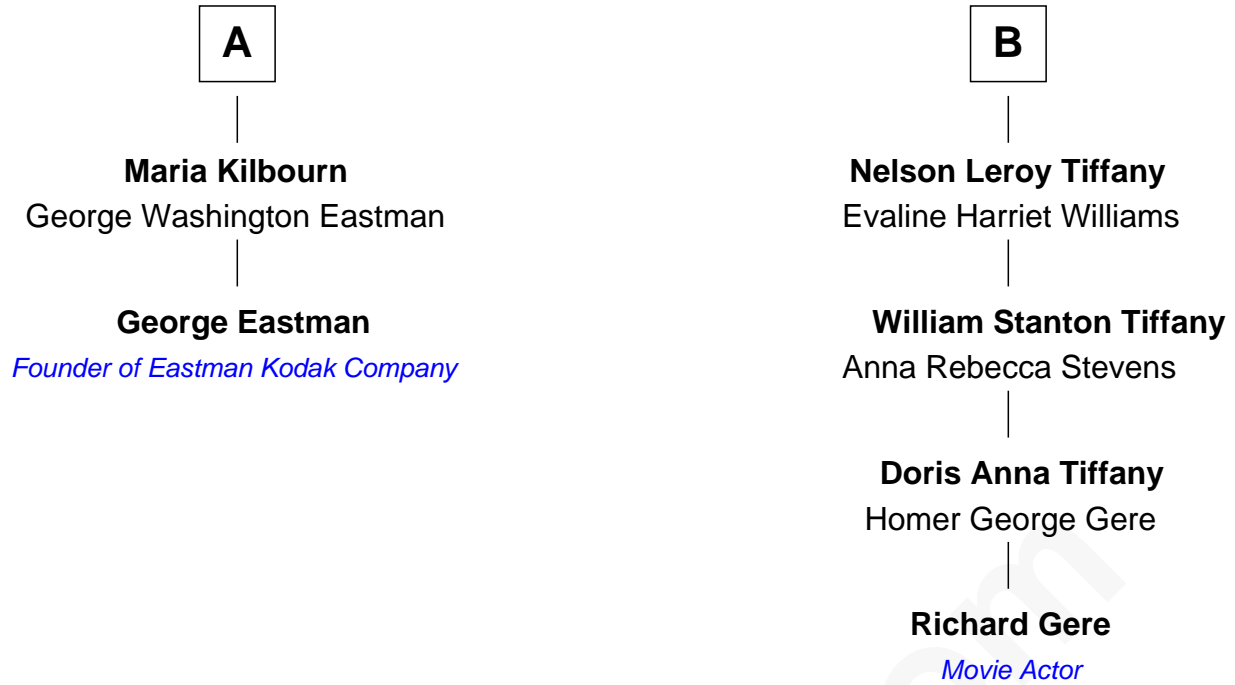 A
Maria Kilbourn
George Washington Eastman
George Eastman
Founder of Eastman Kodak Company
B
Nelson Leroy Tiffany
Evaline Harriet Williams
William Stanton Tiffany
Anna Rebecca Stevens
Doris Anna Tiffany
Homer George Gere
Richard Gere
Movie Actor